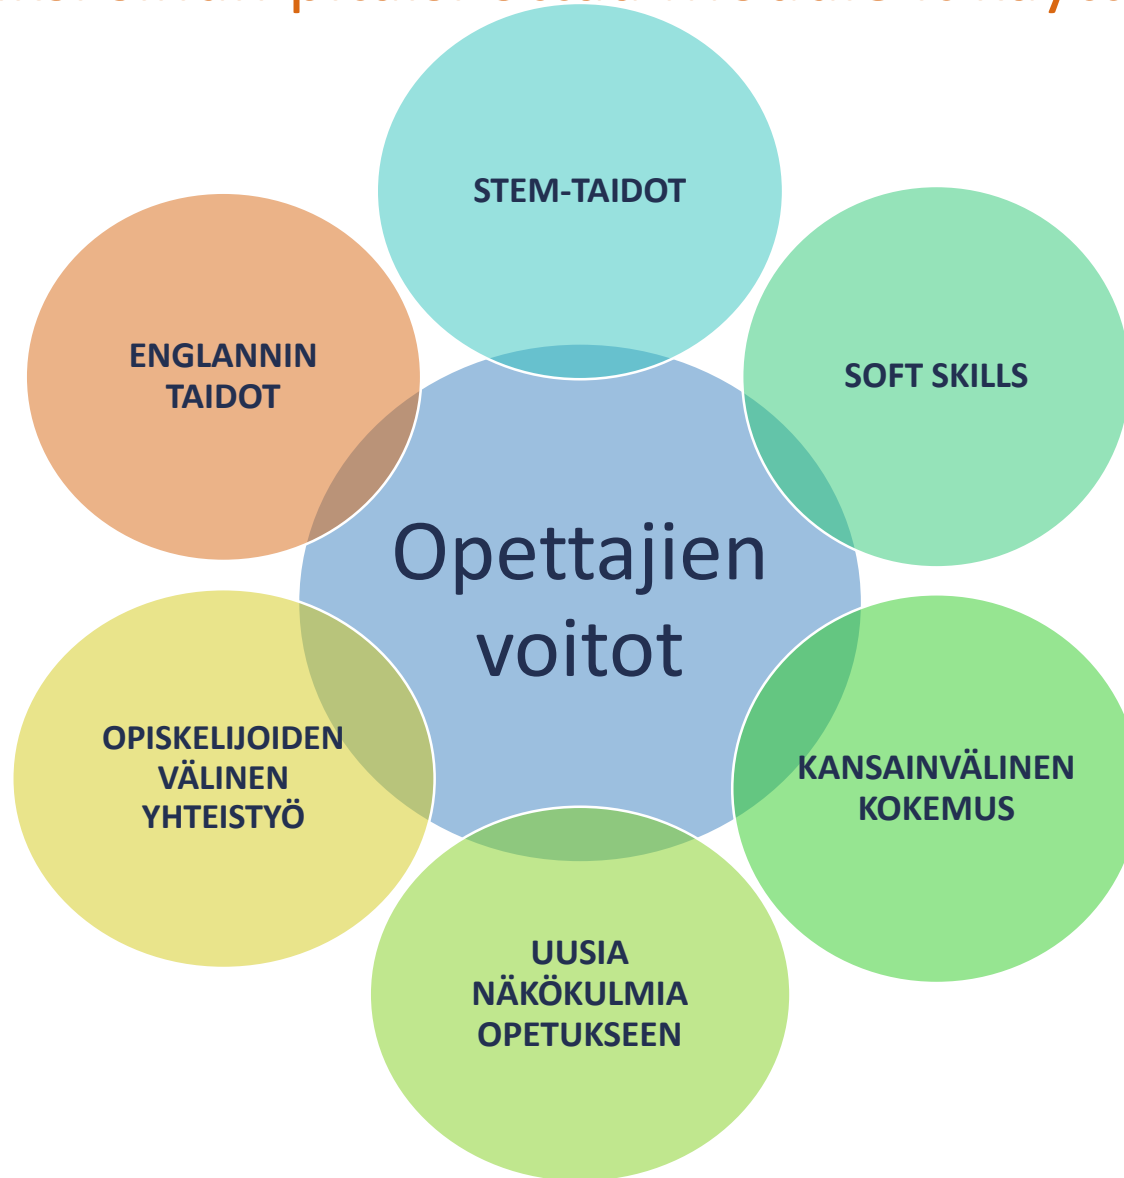 STEM-TAIDOT
ENGLANNIN
TAIDOT
SOFT SKILLS
Opettajien
voitot
OPISKELIJOIDEN
VÄLINEN
YHTEISTYÖ
KANSAINVÄLINEN
KOKEMUS
UUSIA
NÄKÖKULMIA
OPETUKSEEN